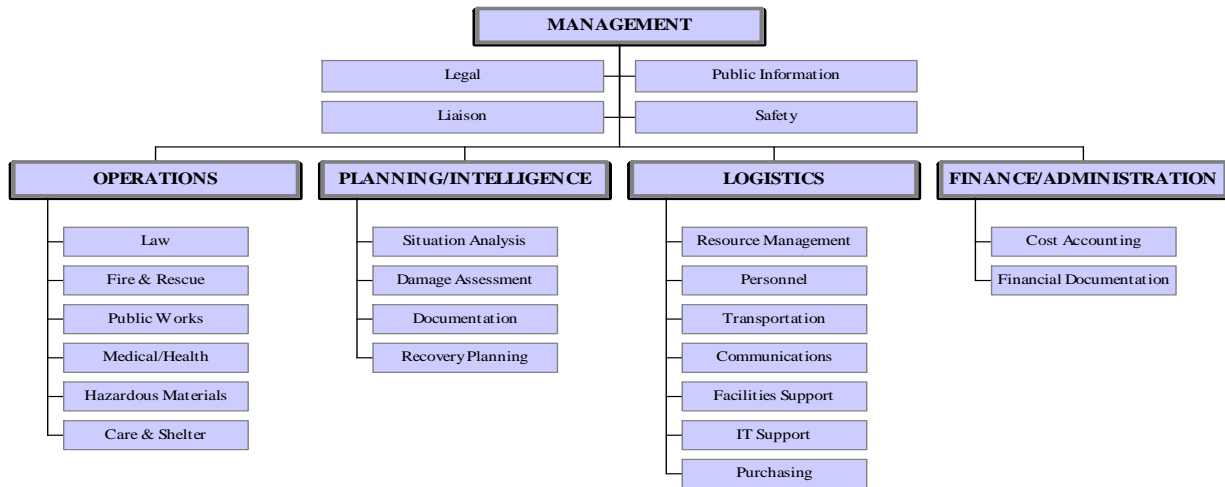 MANAGEMENT
Legal
Public Information
Liaison
Safety
OPERATIONS
PLANNING/INTELLIGENCE
LOGISTICS
FINANCE/ADMINISTRATION
Law
Situation Analysis
Resource Management
Cost Accounting
Fire & Rescue
Damage Assessment
Personnel
Financial Documentation
Public Works
Documentation
Transportation
Medical/Health
Recovery Planning
Communications
Hazardous Materials
Facilities Support
Care & Shelter
IT Support
Purchasing